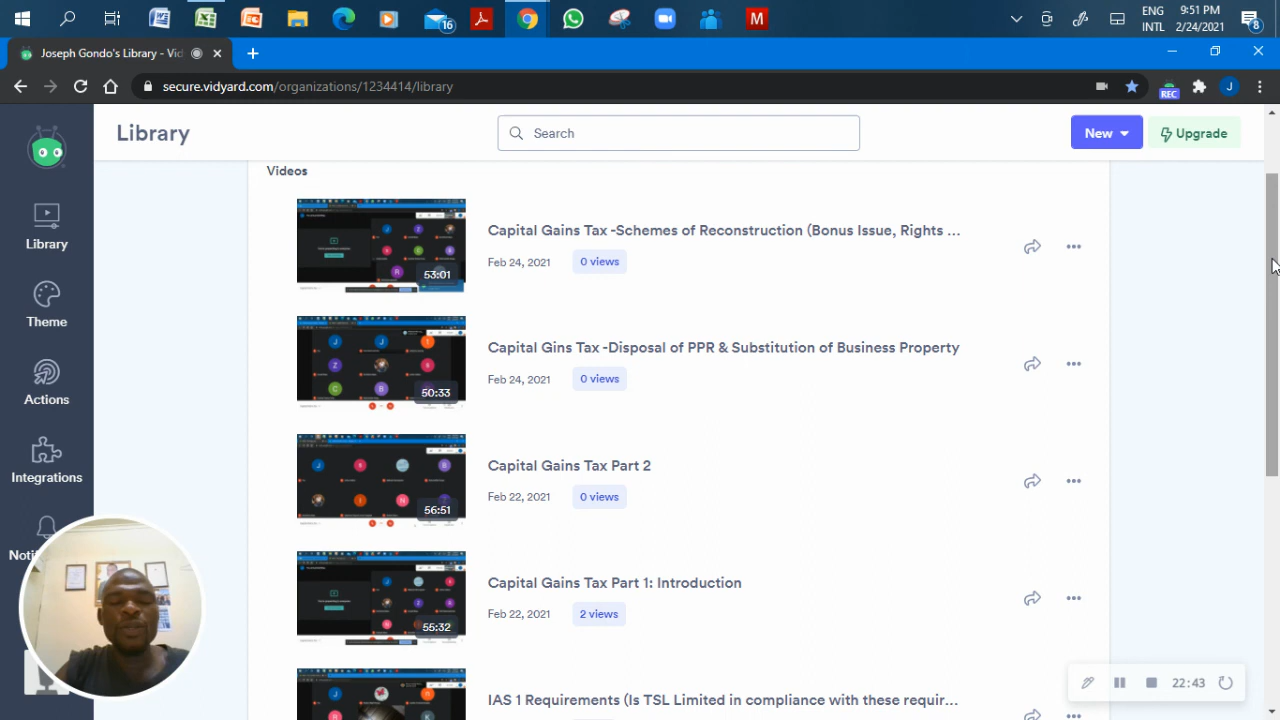 16
ENG
INTL
9:51 PM
2/24/2021
8
Joseph Gondo's Library - Vid
secure.vidyard.com/organizations/1234414/library
REC
J
Library
Search
New
Upgrade
Videos
Library
Theme
Actions
Integrations
53:01
Capital Gains Tax -Schemes of Reconstruction (Bonus Issue, Rights ...
Feb 24, 2021
0 views
50:33
Capital Gins Tax -Disposal of PPR & Substitution of Business Property
Feb 24, 2021
0 views
56:51
Capital Gains Tax Part 2
Feb 22, 2021
0 views
55:32
Capital Gains Tax Part 1: Introduction
Feb 22, 2021
2 views
IAS 1 Requirements (Is TSL Limited in compliance with these requir...
22:43